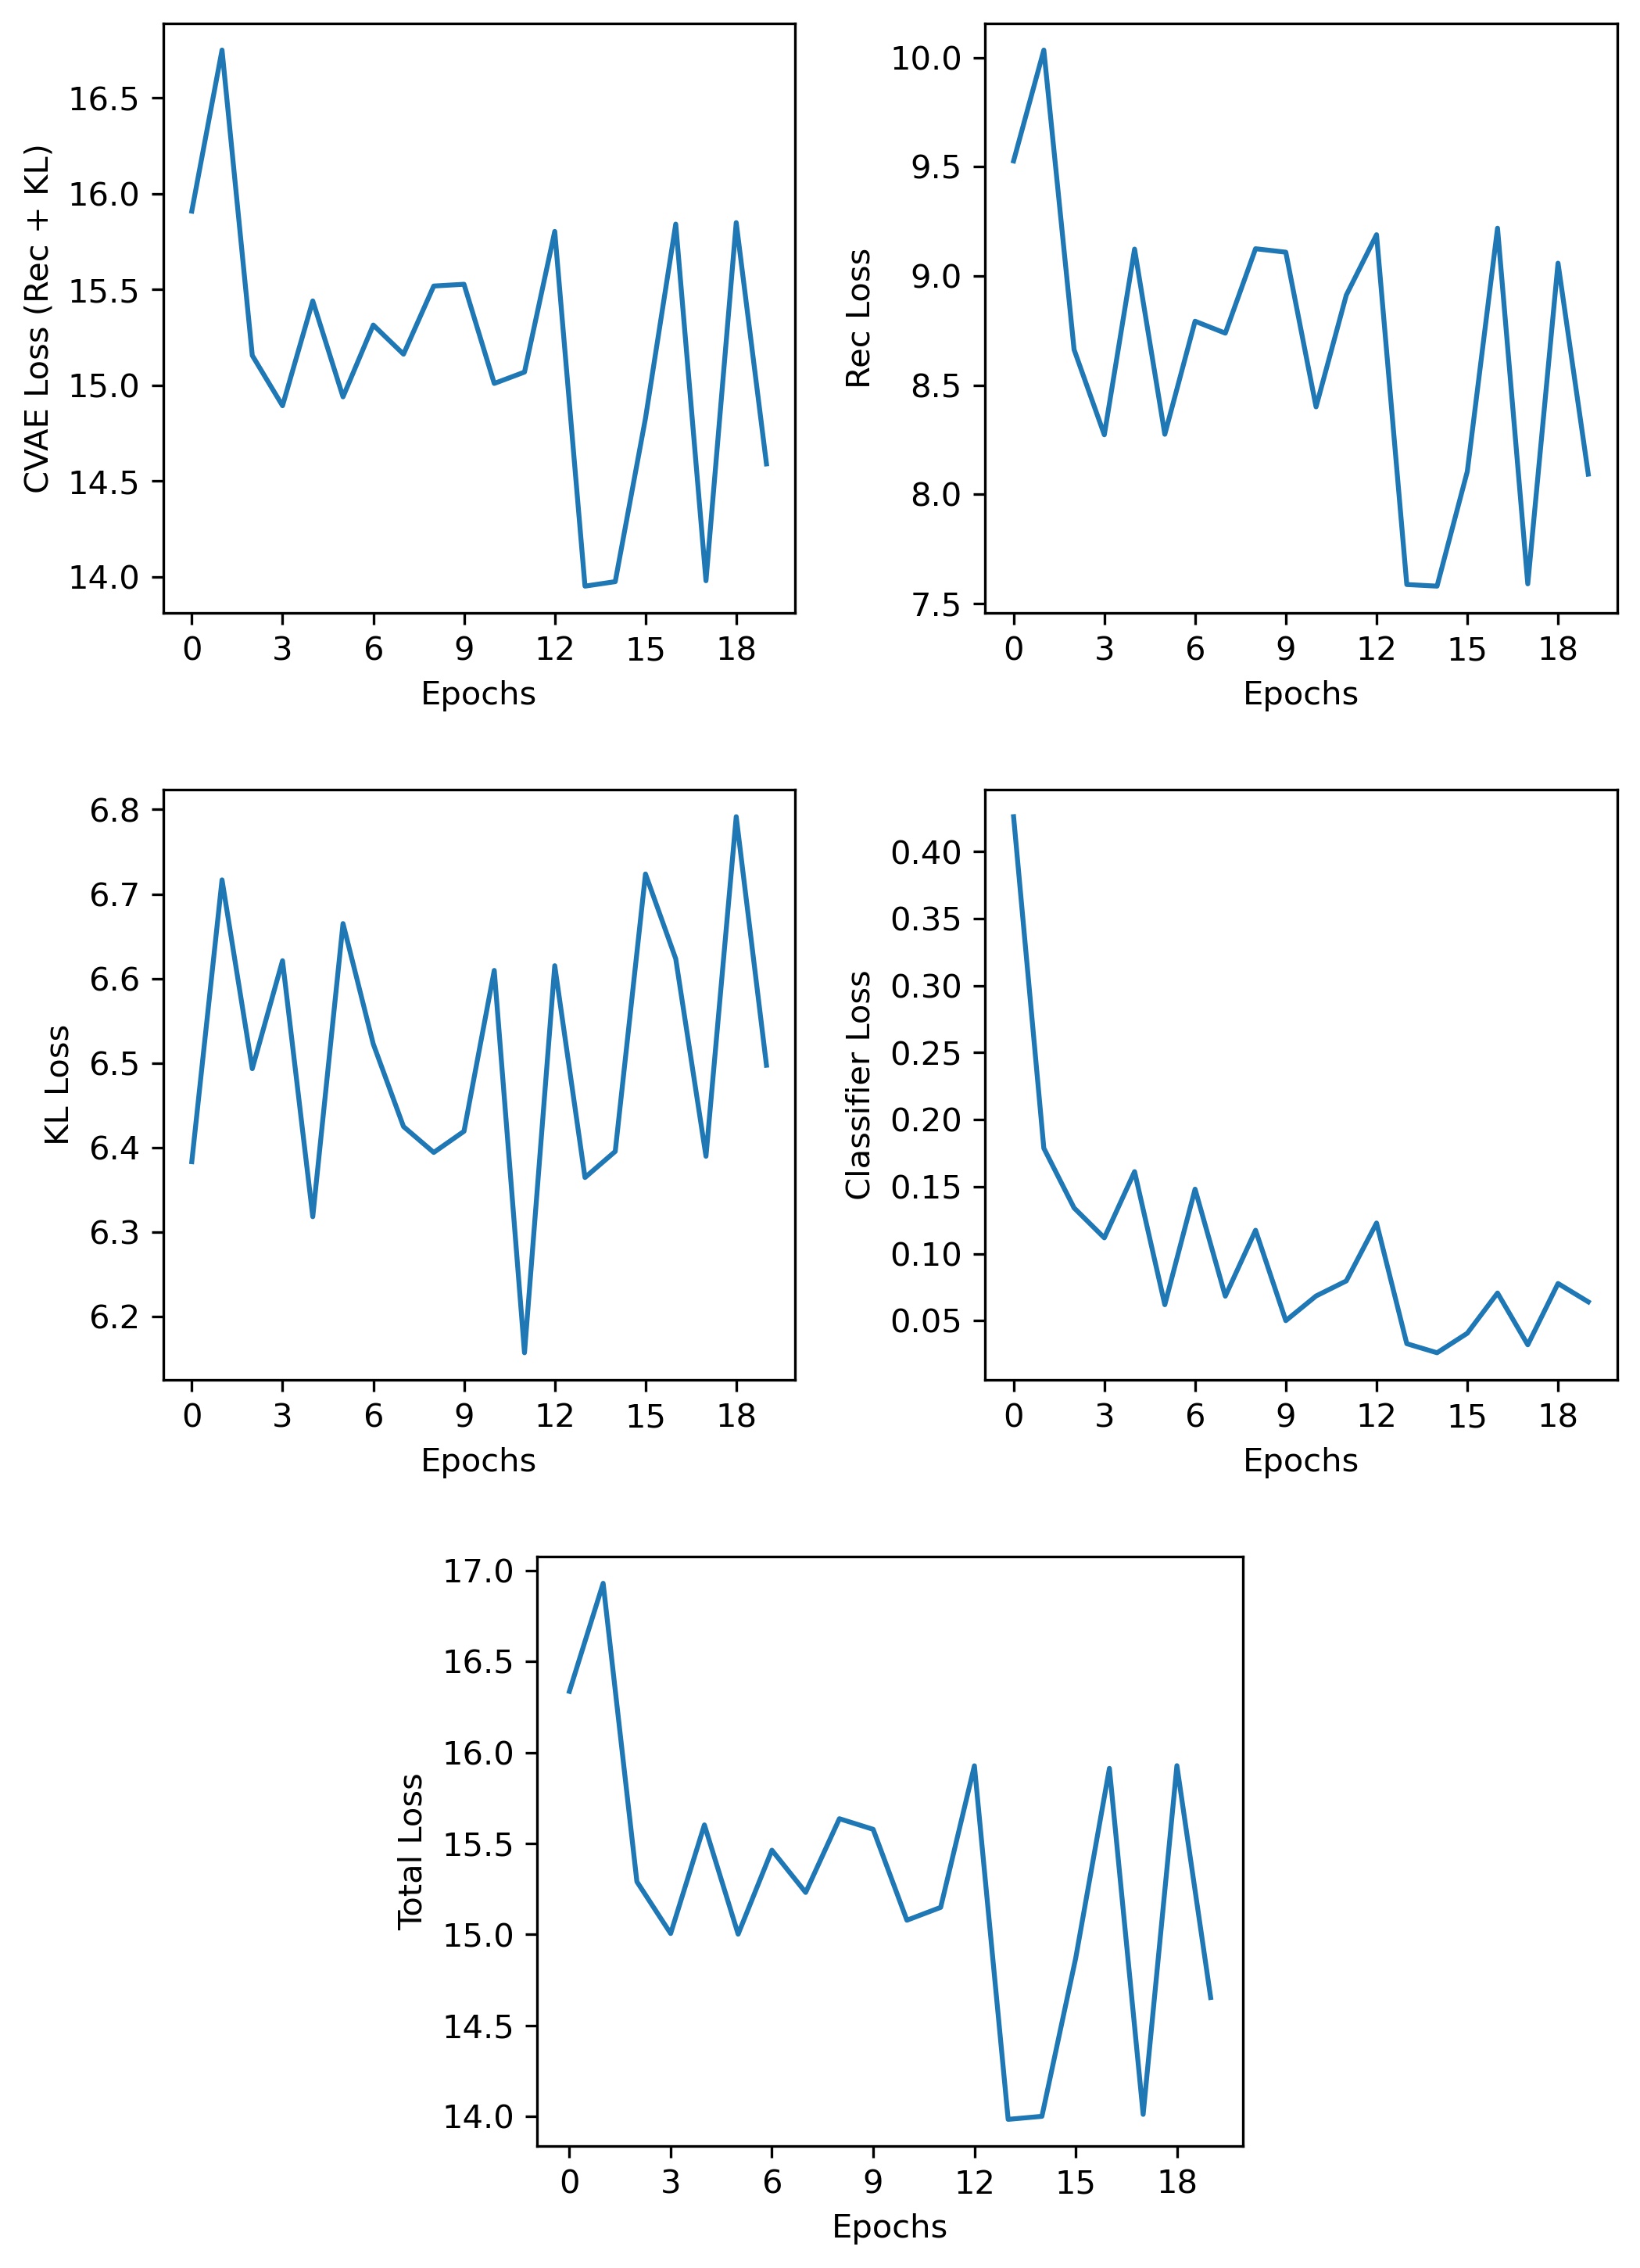 CVAE Loss (Rec + KL)
16.5
16.0
15.5
15.0
14.5
14.0
0 3 6 9 12 15 18
Epochs
Rec Loss
10.0
9.5
9.0
8.5
8.0
7.5
0 3 6 9 12 15 18
Epochs
KL Loss
6.8
6.7
6.6
6.5
6.4
6.3
6.2
0 3 6 9 12 15 18
Epochs
Classifier Loss
0.40
0.35
0.30
0.25
0.20
0.15
0.10
0.05
0 3 6 9 12 15 18
Epochs
Total Loss
17.0
16.5
16.0
15.5
15.0
14.5
14.0
0 3 6 9 12 15 18
Epochs